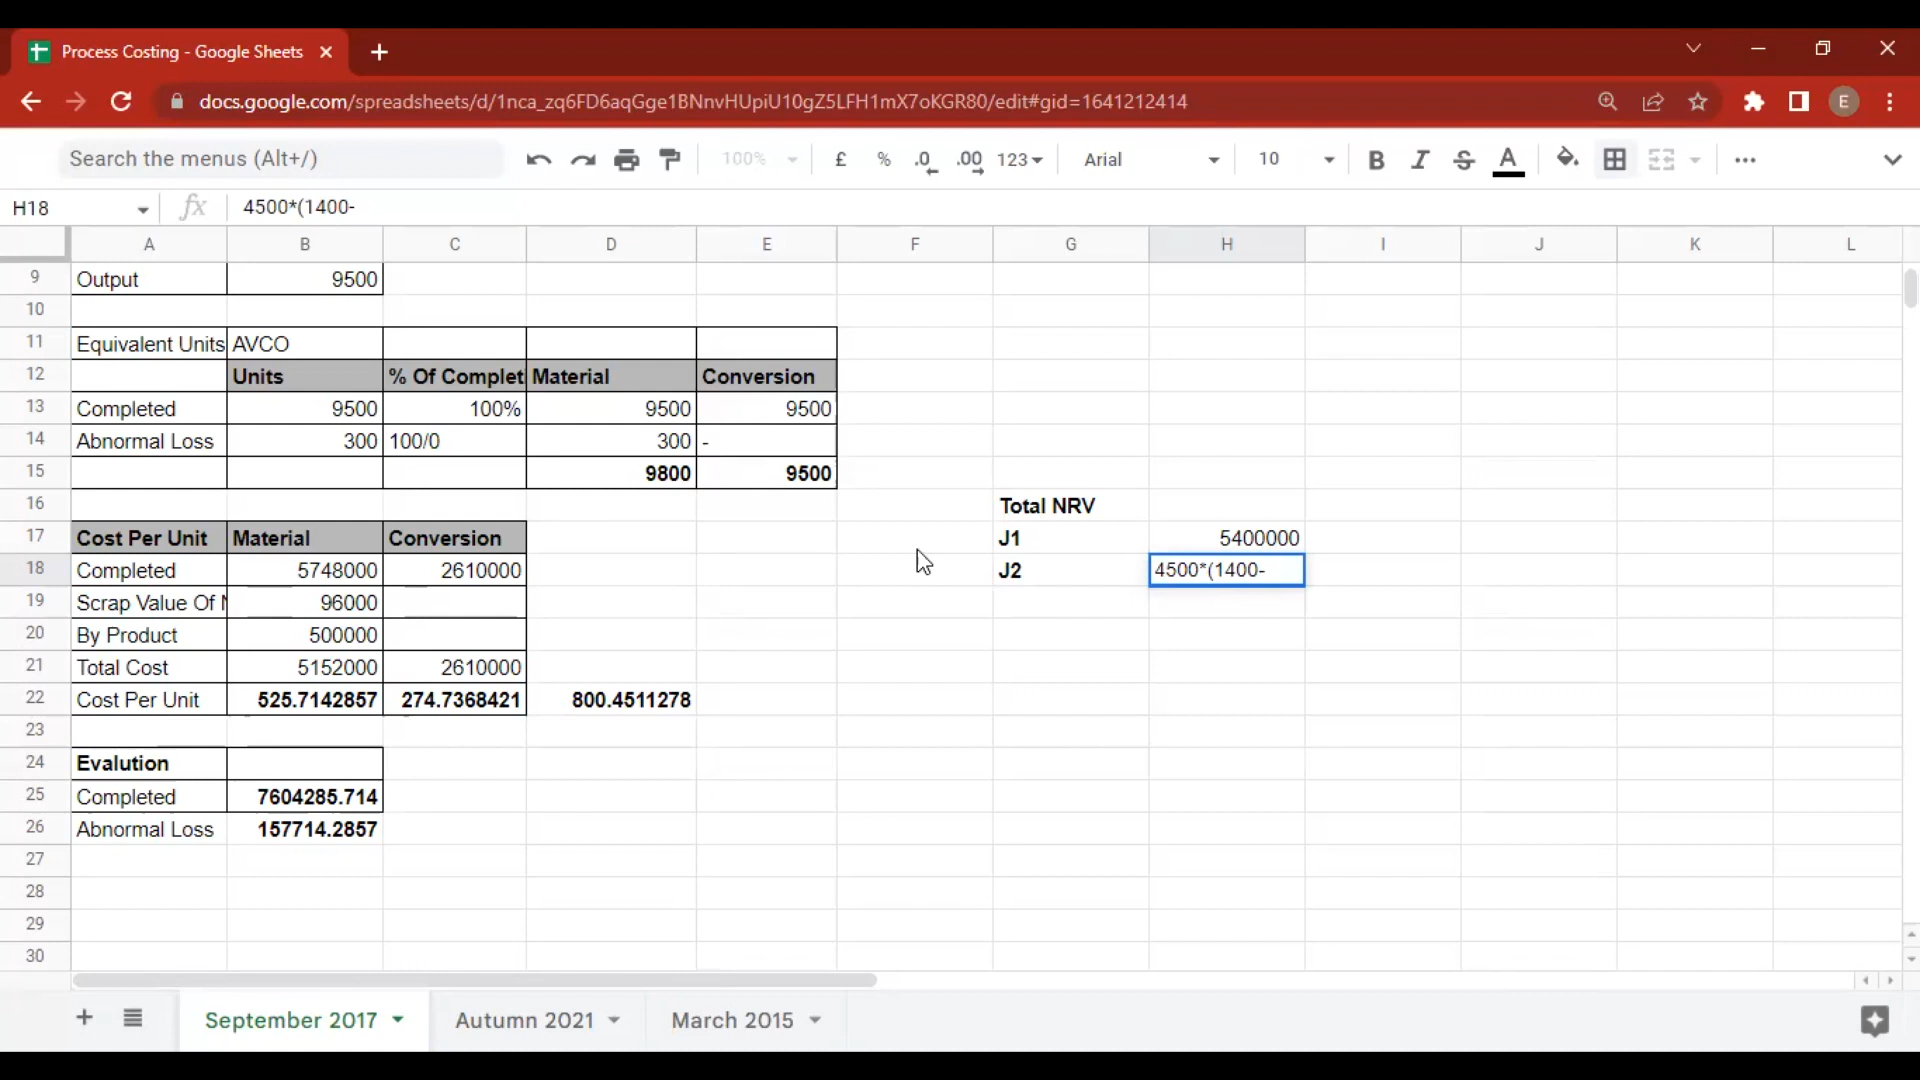 Process Costing - Google Sheets
docs.google.com/spreadsheets/d/1nca_zq6FD6aqGge1BNnvHUpiU10gZ5LFH1mX7oKGR80/edit#gid=1641212414
E
Search the menus (Alt+/)
100%
£ % .0 .00 123
Arial
10
B I S A
H18
fx
4500*(1400-
A B C D E F G H I J K L
9 Output 9500
10
11 Equivalent Units AVCO
12 Units % Of Complet Material Conversion
13 Completed 9500 100% 9500 9500
14 Abnormal Loss 300 100/0 300 -
15 9800 9500
16 Total NRV
17 Cost Per Unit Material Conversion J1 5400000
18 Completed 5748000 2610000 J2 4500*(1400-
19 Scrap Value Of 96000
20 By Product 500000
21 Total Cost 5152000 2610000
22 Cost Per Unit 525.7142857 274.7368421 800.4511278
23
24 Evalution
25 Completed 7604285.714
26 Abnormal Loss 157714.2857
27
28
29
30
September 2017
Autumn 2021
March 2015